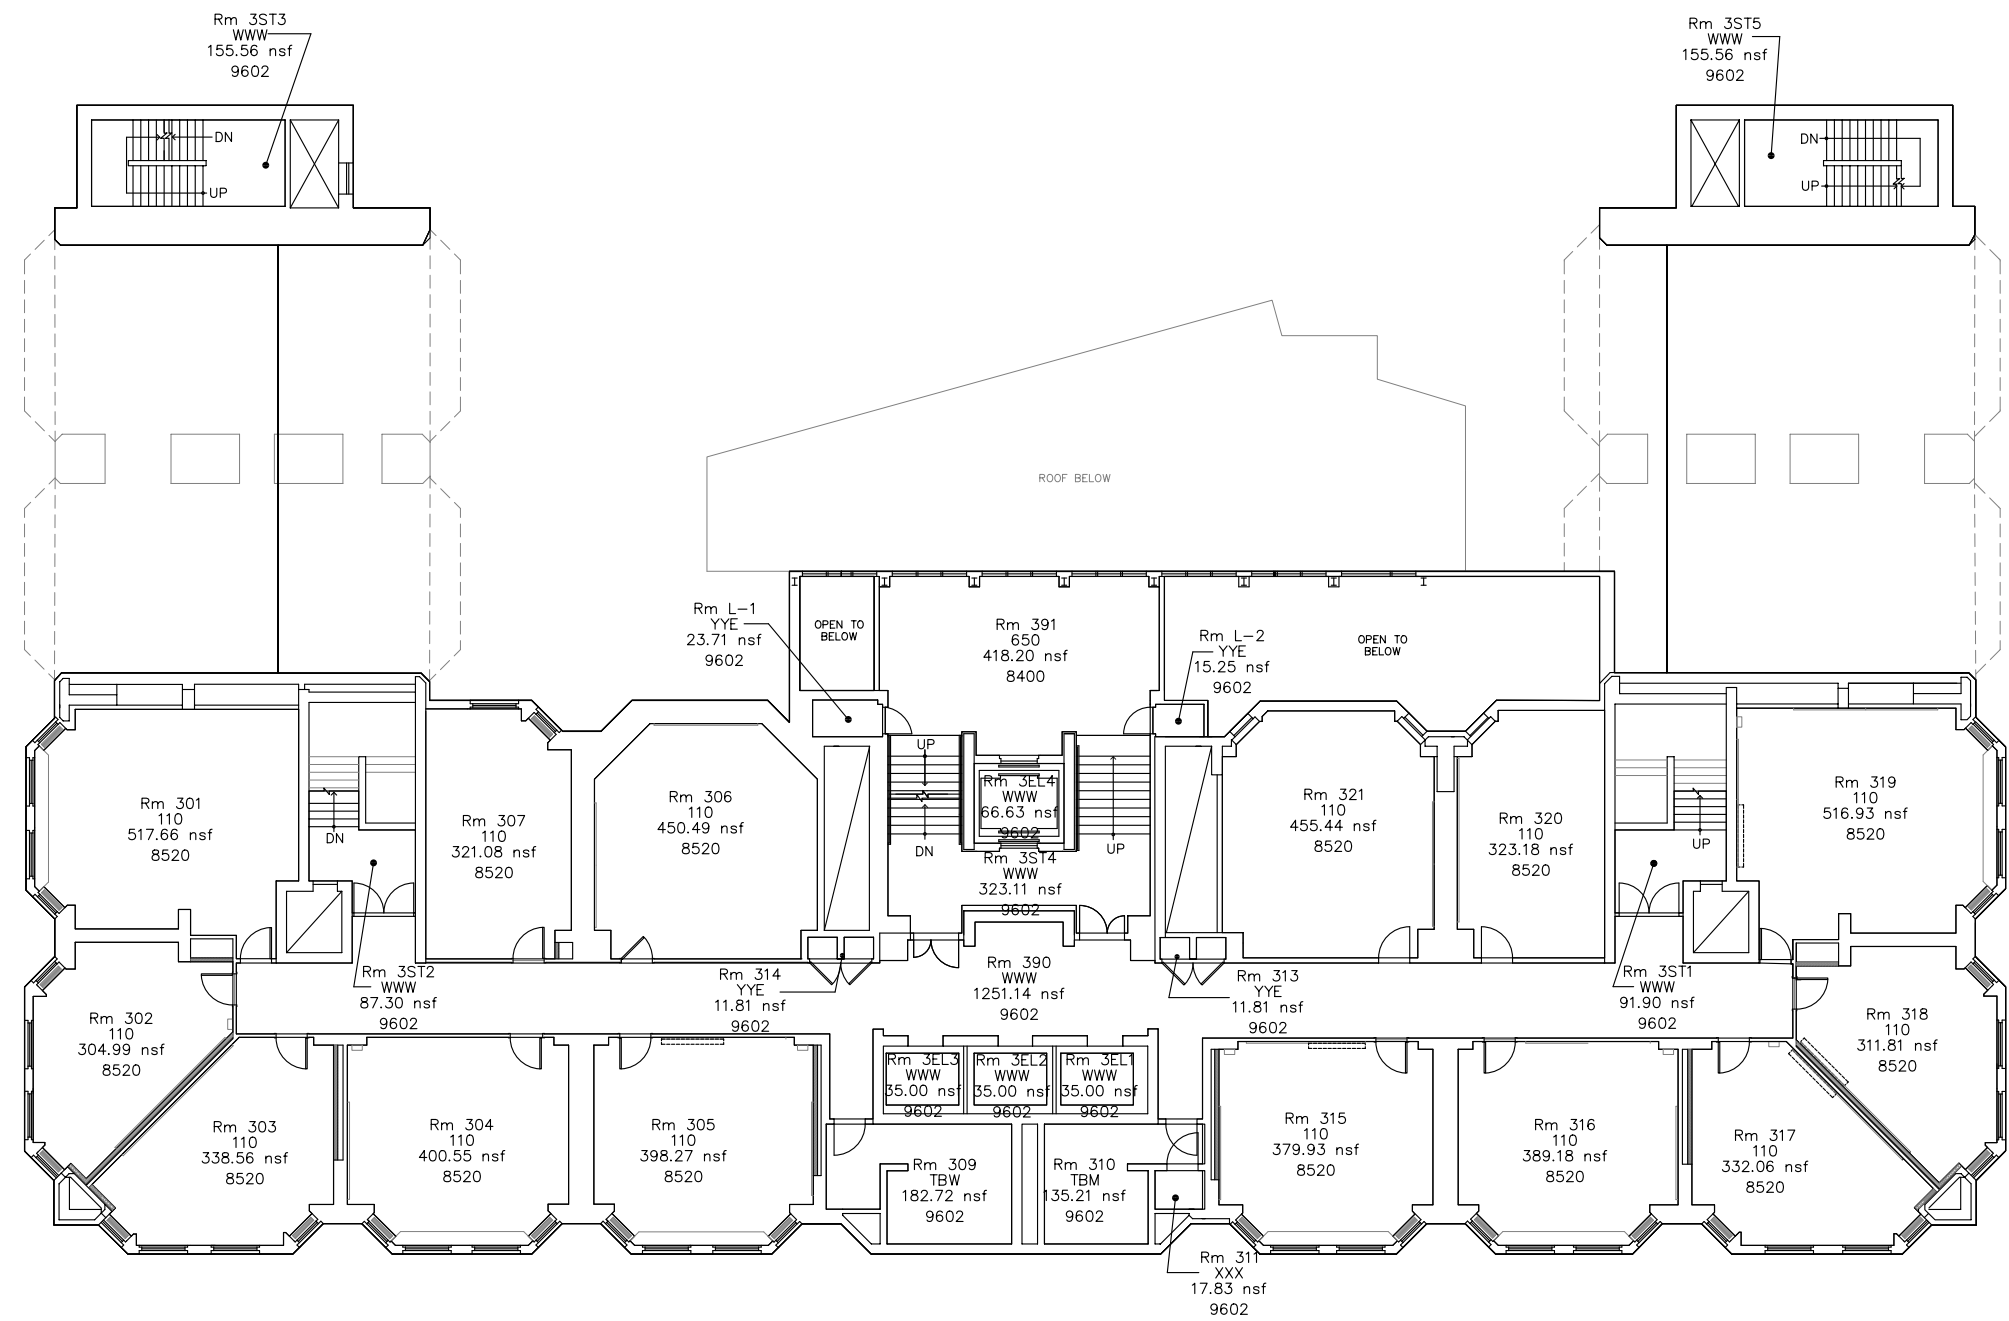 Rm 3ST3
WWW
155.56 nsf
9602
Rm 3ST5
WWW
155.56 nsf
9602
DN
UP
DN
UP
ROOF BELOW
Rm L-1
YYE
23.71 nsf
9602
OPEN TO
BELOW
Rm 391
650
418.20 nsf
8400
Rm L-2
YYE
15.25 nsf
9602
OPEN TO
BELOW
Rm 301
110
517.66 nsf
8520
DN
Rm 307
110
321.08 nsf
8520
Rm 306
110
450.49 nsf
8520
UP
DN
Rm 3EL4
WWW
66.63 nsf
9602
UP
Rm 3ST4
WWW
323.11 nsf
9602
Rm 321
110
455.44 nsf
8520
Rm 320
110
323.18 nsf
8520
UP
Rm 319
110
516.93 nsf
8520
Rm 302
110
304.99 nsf
8520
Rm 3ST2
WWW
87.30 nsf
9602
Rm 314
YYE
11.81 nsf
9602
Rm 390
WWW
1251.14 nsf
9602
Rm 313
YYE
11.81 nsf
9602
Rm 3ST1
WWW
91.90 nsf
9602
Rm 318
110
311.81 nsf
8520
Rm 303
110
338.56 nsf
8520
Rm 304
110
400.55 nsf
8520
Rm 305
110
398.27 nsf
8520
Rm 3EL3
WWW
35.00 nsf
9602
Rm 3EL2
WWW
35.00 nsf
9602
Rm 3EL1
WWW
35.00 nsf
9602
Rm 309
TBW
182.72 nsf
9602
Rm 310
TBM
135.21 nsf
9602
Rm 315
110
379.93 nsf
8520
Rm 316
110
389.18 nsf
8520
Rm 317
110
332.06 nsf
8520
Rm 311
XXX
17.83 nsf
9602